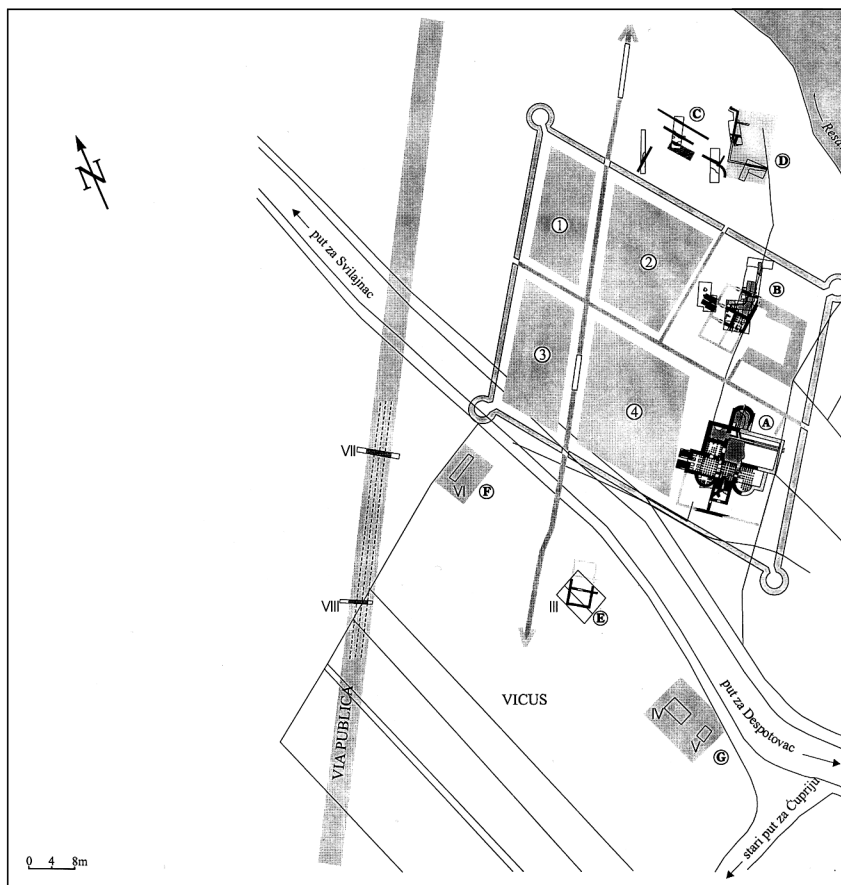 C
D
Resa
N
1
2
put za Svilajnac
B
3
4
A
VII
VI
F
VIII
III
E
VICUS
VIA PUBLICA
IV
V
G
put za Despotovac
stari put za Ćupriju
0 4 8m